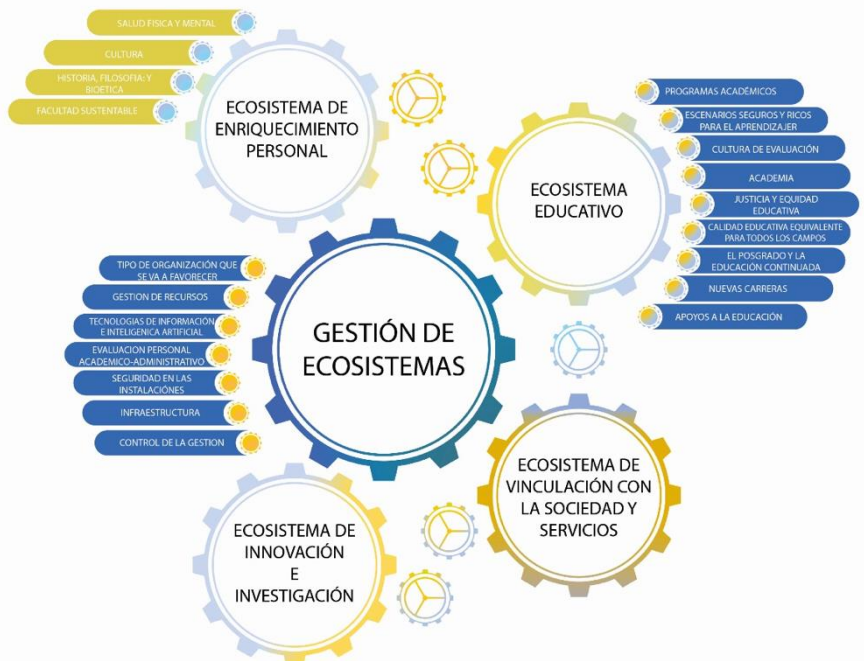 SALUD FISICA Y MENTAL
CULTURA
HISTORIA, FILOSOFIA: Y
BIOETICA
FACULTAD SUSTENTABLE
ECOSISTEMA DE
ENRIQUECIMIENTO
PERSONAL
PROGRAMAS ACADÉMICOS
ESCENARIOS SEGUROS Y RICOS
PARA EL APRENDIZAJER
CULTURA DE EVALUACIÓN
ACADEMIA
JUSTICIA Y EQUIDAD
EDUCATIVA
CALIDAD EDUCATIVA EQUIVALENTE
PARA TODOS LOS CAMPOS
EL POSGRADO Y LA
EDUCACIÓN CONTINUADA
NUEVAS CARRERAS
APOYOS A LA EDUCACIÓN
ECOSISTEMA
EDUCATIVO
TIPO DE ORGANIZACIÓN QUE
SE VA A FAVORECER
GESTION DE RECURSOS
TECNOLOGIAS DE INFORMACIÓN
E INTELIGENICA ARTIFICIAL
EVALUACION PERSONAL
ACADEMICO-ADMINISTRATIVO
SEGURIDAD EN LAS
INSTALACIÓNES
INFRAESTRUCTURA
CONTROL DE LA GESTION
GESTIÓN DE
ECOSISTEMAS
ECOSISTEMA DE
VINCULACIÓN CON
LA SOCIEDAD Y
SERVICIOS
ECOSISTEMA DE
INNOVACIÓN
E
INVESTIGACIÓN